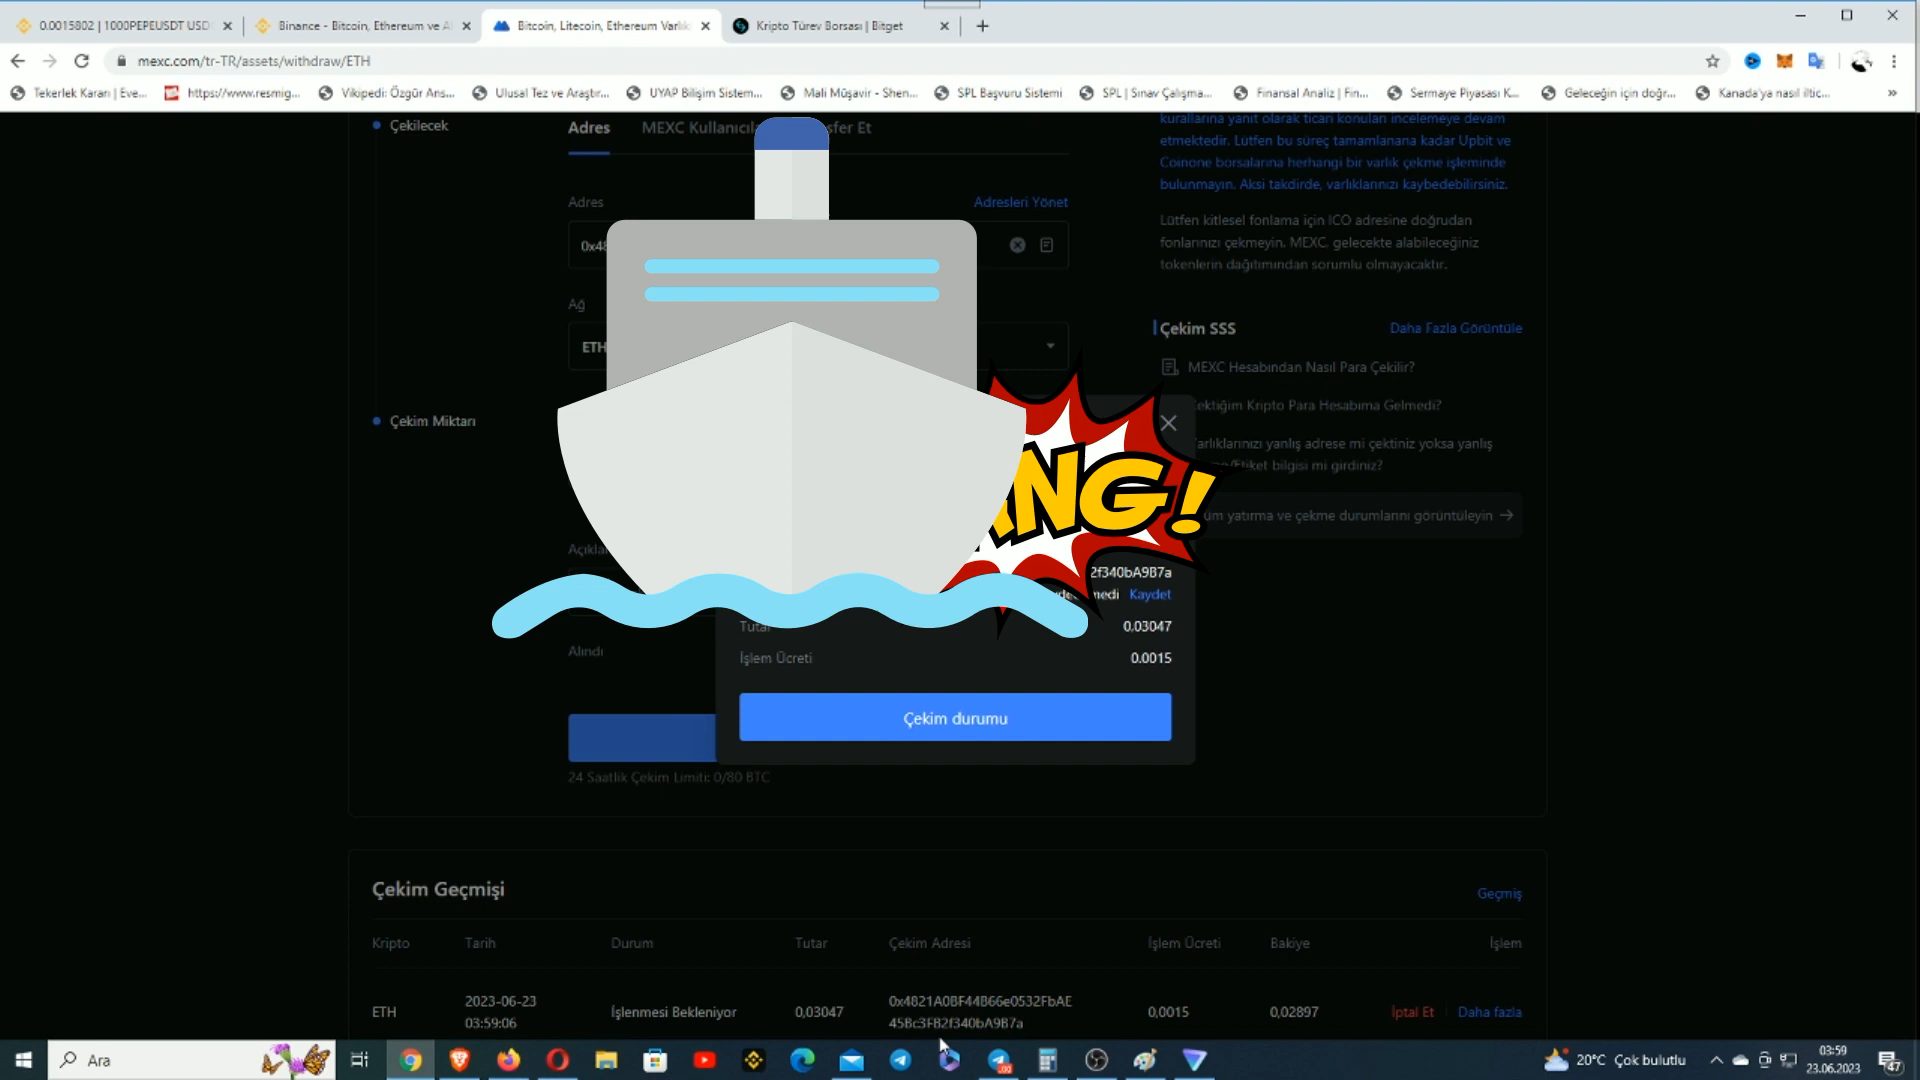 0.0015802 | 1000PEPEUSDT USD
Binance - Bitcoin, Ethereum ve Al
Bitcoin, Litecoin, Ethereum Varlık
Kripto Türev Borsası | Bitget
mexc.com/tr-TR/assets/withdraw/ETH
Tekerlek Kararı | Eve...
https://www.resmig...
Vikipedi: Özgür Ans...
Ulusal Tez ve Araştır...
UYAP Bilişim Sistem...
Mali Müşavir - Shen...
SPL Başvuru Sistemi
SPL | Sınav Çalışma...
Finansal Analiz | Fin...
Sermaye Piyasası K...
Geleceğin için doğr...
Kanada'ya nasıl iltic...
Çekilecek
Adres
MEXC Kullanıcıla
sfer Et
Adres
Adresleri Yönet
0x48
Ağ
ETH
Çekim Miktarı
Açıkla
Alındı
24 Saatlik Çekim Limiti: 0/80 BTC
kurallarına yanıt olarak ticari konuları incelemeye devam
etmektedir. Lütfen bu süreç tamamlanana kadar Upbit ve
Coinone borsalarına herhangi bir varlık çekme işleminde
bulunmayın. Aksi takdirde, varlıklarınızı kaybedebilirsiniz.
Lütfen kitlesel fonlama için ICO adresine doğrudan
fonlarınızı çekmeyin. MEXC, gelecekte alabileceğiniz
tokenlerin dağıtımından sorumlu olmayacaktır.
Çekim SSS
Daha Fazla Görüntüle
MEXC Hesabından Nasıl Para Çekilir?
ektiğim Kripto Para Hesabıma Gelmedi?
arlıklarınızı yanlış adrese mi çektiniz yoksa yanlış
/Etiket bilgisi mi girdiniz?
üm yatırma ve çekme durumlarını görüntüleyin
ANG!
2f340bA9B7a
medi Kaydet
Tutar
0,03047
İşlem Ücreti
0.0015
Çekim durumu
Çekim Geçmişi
Geçmiş
Kripto
Tarih
Durum
Tutar
Çekim Adresi
İşlem Ücreti
Bakiye
İşlem
ETH
2023-06-23
03:59:06
İşlenmesi Bekleniyor
0,03047
0x4821A0BF44B66e0532FbAE
45Bc3FB2f340bA9B7a
0,0015
0,02897
İptal Et
Daha fazla
Ara
20°C Çok bulutlu
03:59
23.06.2023
47